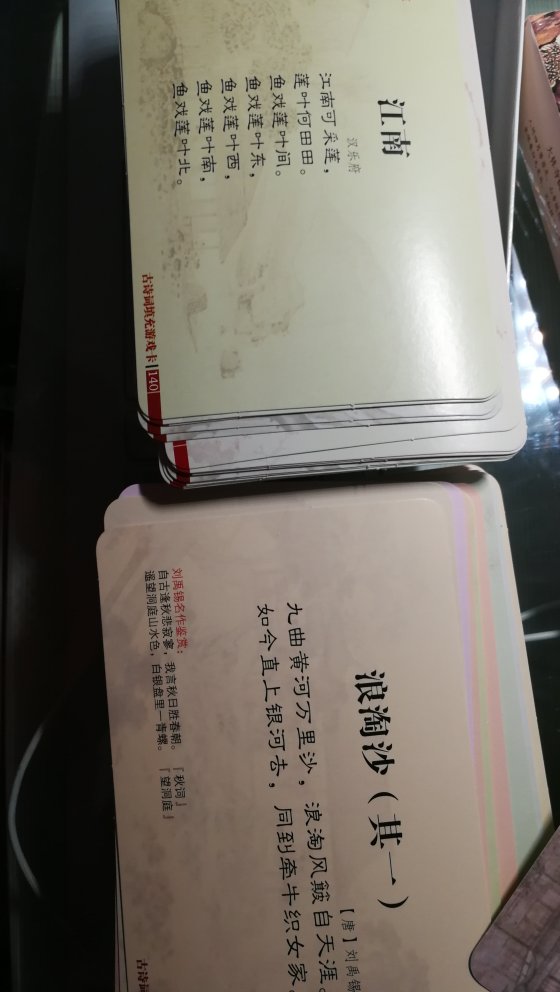 江南
汉乐府
江南可采莲，
莲叶何田田。
鱼戏莲叶间。
鱼戏莲叶东，
鱼戏莲叶西，
鱼戏莲叶南，
鱼戏莲叶北。
古诗词填充游戏卡 140
浪淘沙（其一）
【唐】刘禹锡
九曲黄河万里沙，浪淘风簸自天涯。
如今直上银河去，同到牵牛织女家。
刘禹锡名作鉴赏：
自古逢秋悲寂寥，我言秋日胜春朝。「秋词」
遥望洞庭山水色，白银盘里一青螺。「望洞庭」
古诗词